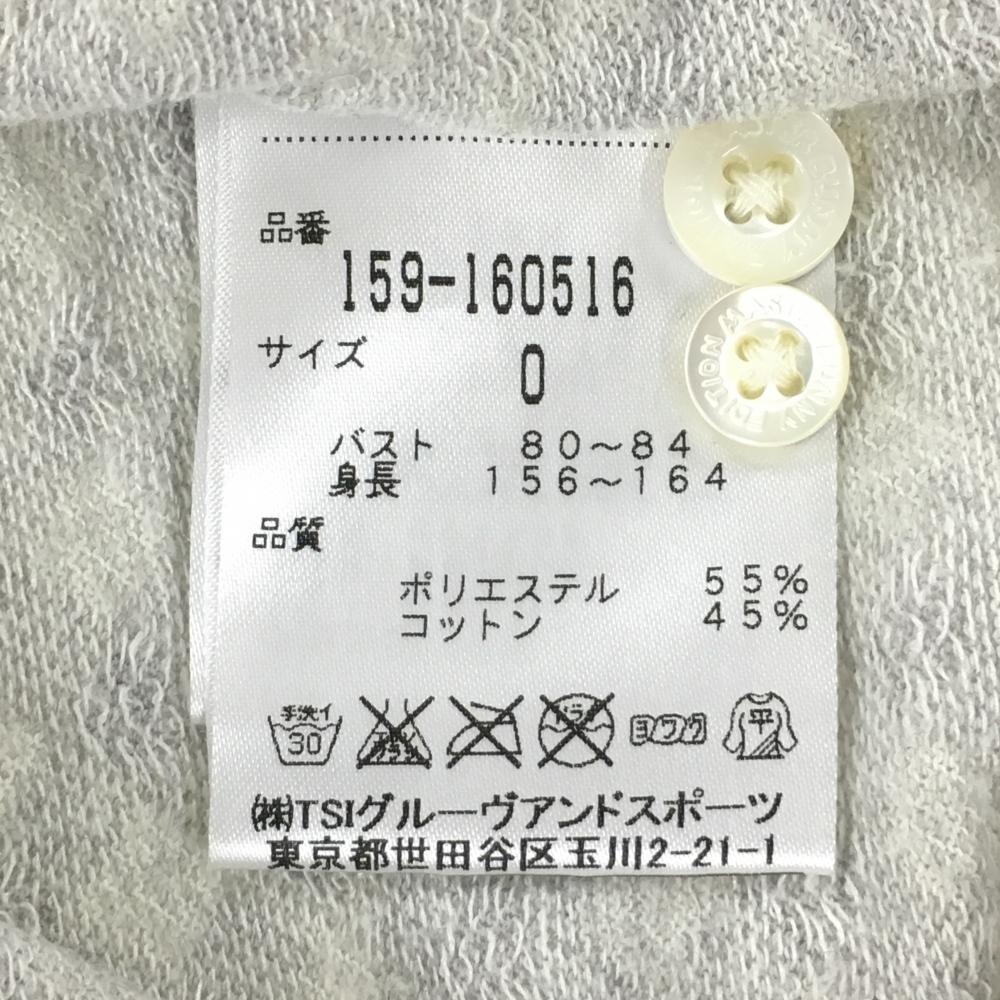 品番
159-160516
サイズ
0
バスト 80～84
身長 156～164
品質
ポリエステル 55%
コットン 45%
手洗イ
30
ドライ
ヨワク
平
㈱TSIグルーヴアンドスポーツ
東京都世田谷区玉川2-21-1